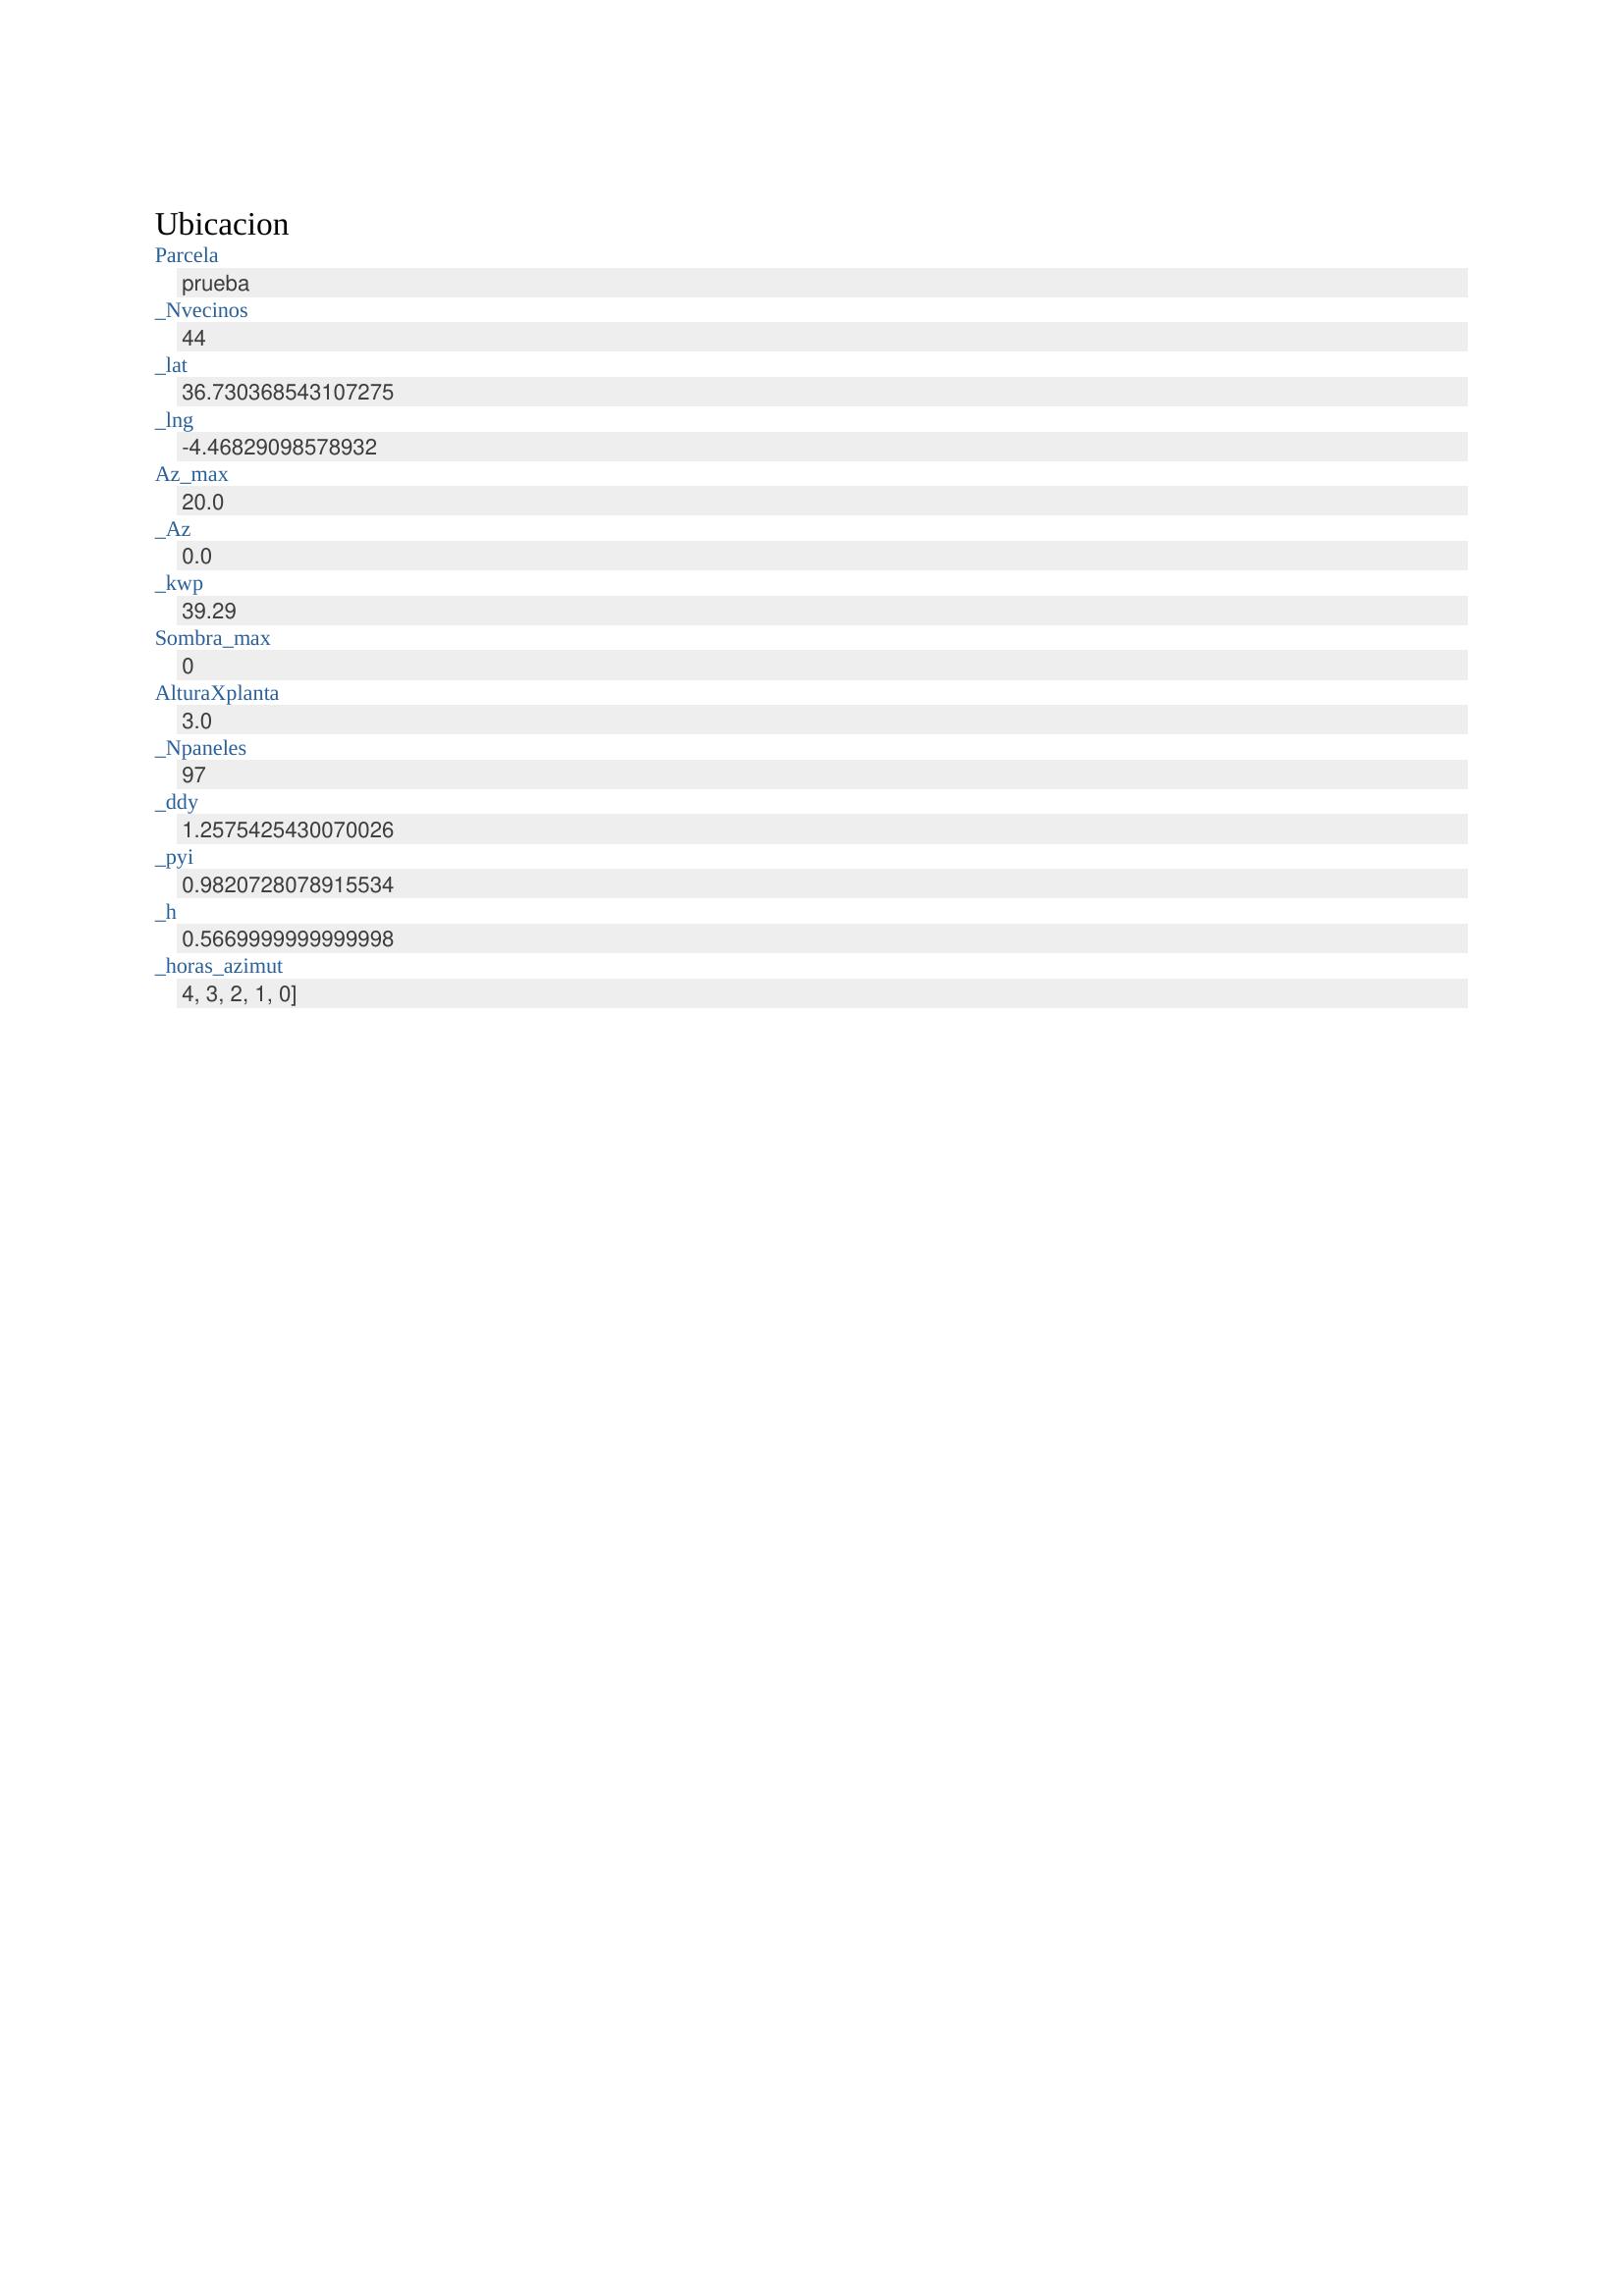 Ubicacion
Parcela
prueba
_Nvecinos
44
_lat
36.730368543107275
_lng
-4.46829098578932
Az_max
20.0
_Az
0.0
_kwp
39.29
Sombra_max
0
AlturaXplanta
3.0
_Npaneles
97
_ddy
1.2575425430070026
_pyi
0.9820728078915534
_h
0.5669999999999998
_horas_azimut
4, 3, 2, 1, 0]